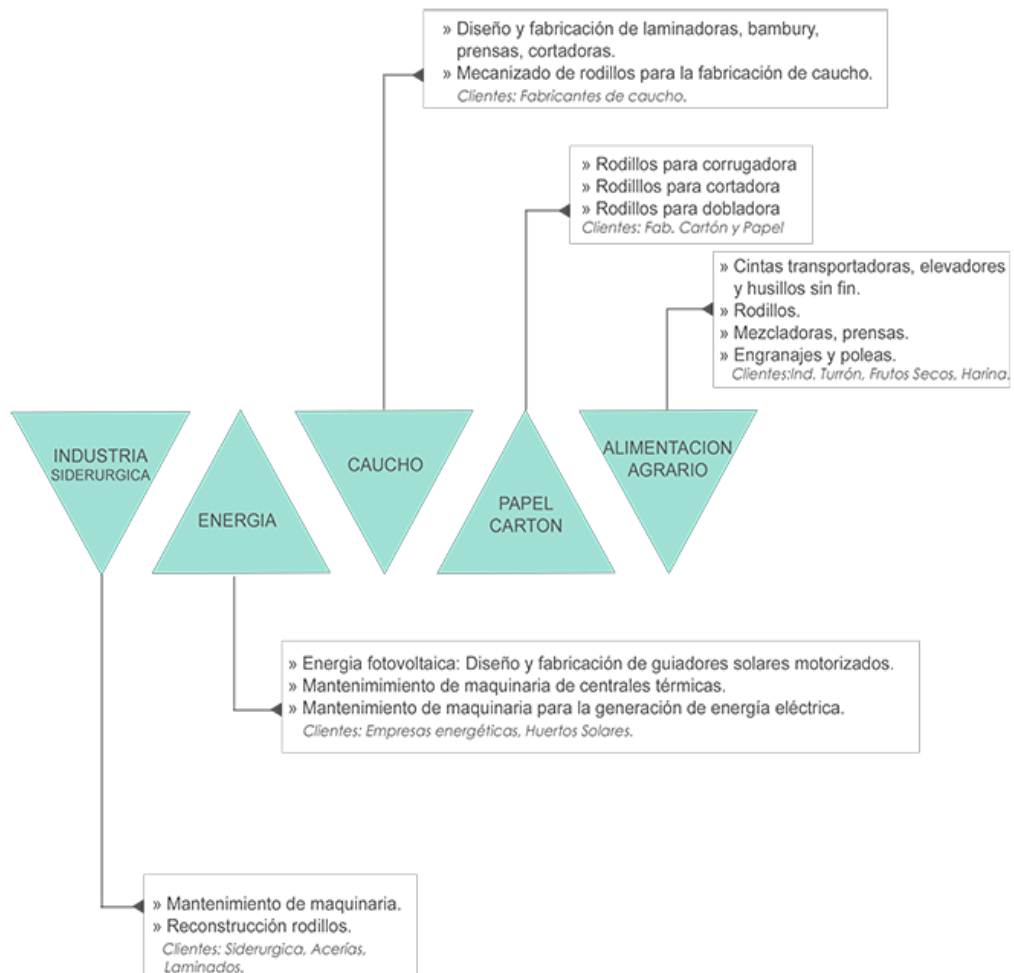 » Diseño y fabricación de laminadoras, bambury,
prensas, cortadoras.
» Mecanizado de rodillos para la fabricación de caucho.
Clientes: Fabricantes de caucho.
» Rodillos para corrugadora
» Rodilllos para cortadora
» Rodillos para dobladora
Clientes: Fab. Cartón y Papel
» Cintas transportadoras, elevadores
y husillos sin fin.
» Rodillos.
» Mezcladoras, prensas.
» Engranajes y poleas.
Clientes:Ind. Turrón, Frutos Secos, Harina.
INDUSTRIA
SIDERURGICA
ENERGIA
CAUCHO
PAPEL
CARTON
ALIMENTACION
AGRARIO
» Energia fotovoltaica: Diseño y fabricación de guiadores solares motorizados.
» Mantenimimiento de maquinaria de centrales térmicas.
» Mantenimiento de maquinaria para la generación de energía eléctrica.
Clientes: Empresas energéticas, Huertos Solares.
» Mantenimiento de maquinaria.
» Reconstrucción rodillos.
Clientes: Siderurgica, Acerías,
Laminados.